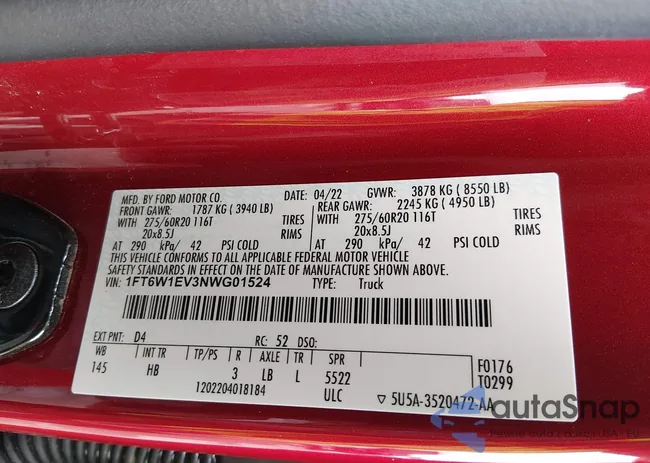 MFD. BY FORD MOTOR CO. DATE: 04/22 GVWR: 3878 KG ( 8550 LB)
FRONT GAWR: 1787 KG ( 3940 LB) REAR GAWR: 2245 KG ( 4950 LB)
WITH 275/60R20 116T TIRES WITH 275/60R20 116T TIRES
20x8.5J RIMS 20x8.5J RIMS
AT 290 kPa/ 42 PSI COLD AT 290 kPa/ 42 PSI COLD
THIS VEHICLE CONFORMS TO ALL APPLICABLE FEDERAL MOTOR VEHICLE
SAFETY STANDARDS IN EFFECT ON THE DATE OF MANUFACTURE SHOWN ABOVE.
VIN: 1FT6W1EV3NWG01524 TYPE: Truck
EXT PNT: D4 RC: 52 DSO:
WB INT TR TP/PS R AXLE TR SPR F0176
145 HB 3 LB L 5522 T0299
1202204018184 ULC ▽ 5U5A-3520472-AA
autoSnap